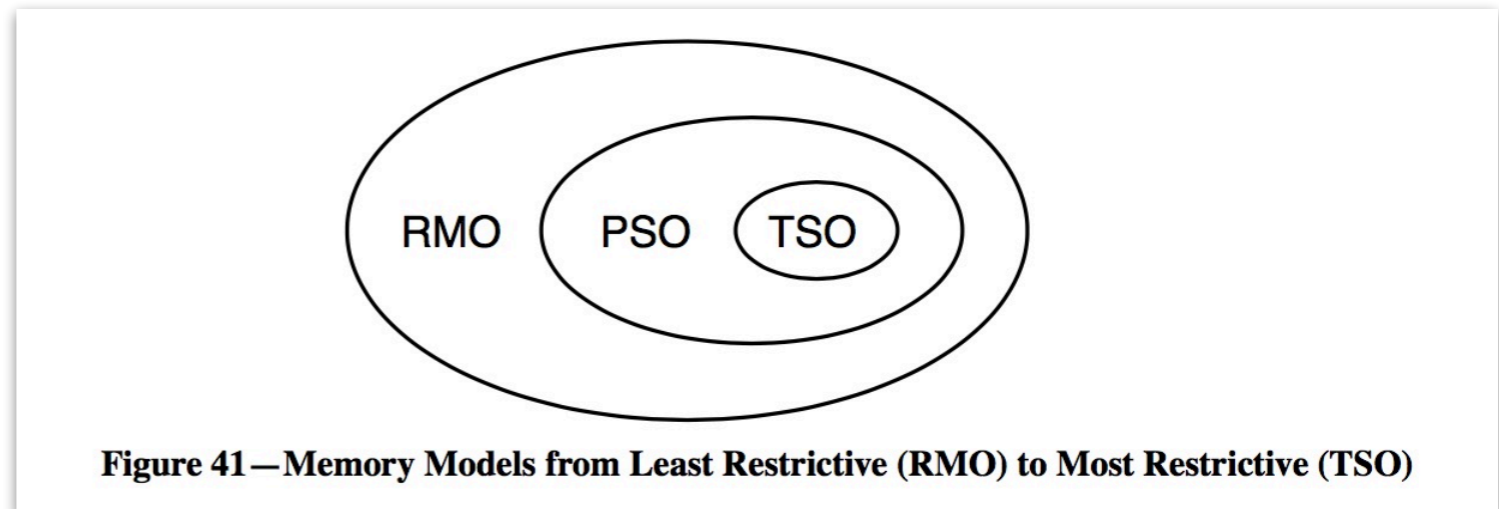 RMO PSO TSO
Figure 41—Memory Models from Least Restrictive (RMO) to Most Restrictive (TSO)